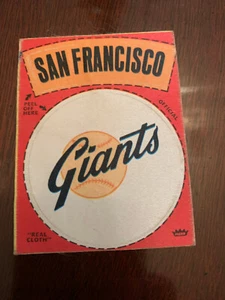 SAN FRANCISCO
PEEL
OFF
HERE
OFFICIAL
Giants
"REAL
CLOTH"